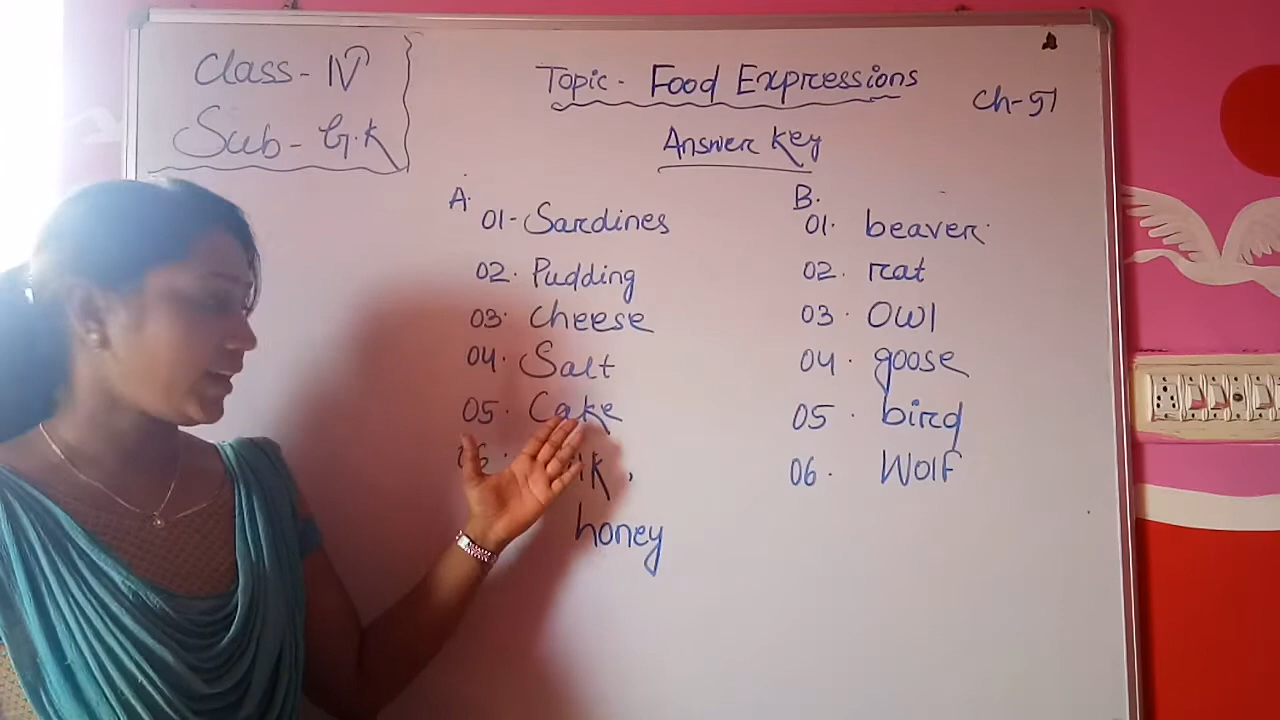 Class - IV
Sub - G.K
Topic - Food Expressions
Ch-51
Answer Key
A.
01 - Sardines
02. Pudding
03. Cheese
04. Salt
05. Cake
honey
B.
01. beaver.
02. rat
03. Owl
04. goose
05. bird
06. Wolf